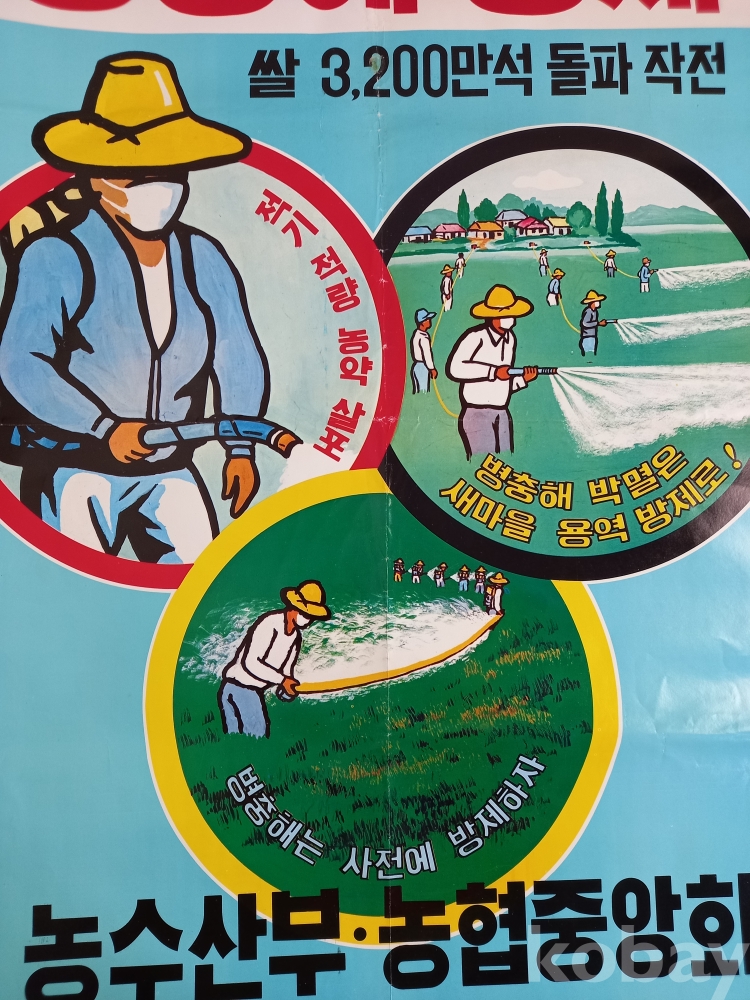 쌀 3,200만석 돌파 작전
적기 적량 농약 살포
병충해 박멸은
새마을 용역 방제로!
병충해는 사전에 방제하자
농수산부·농협중앙회
kobay